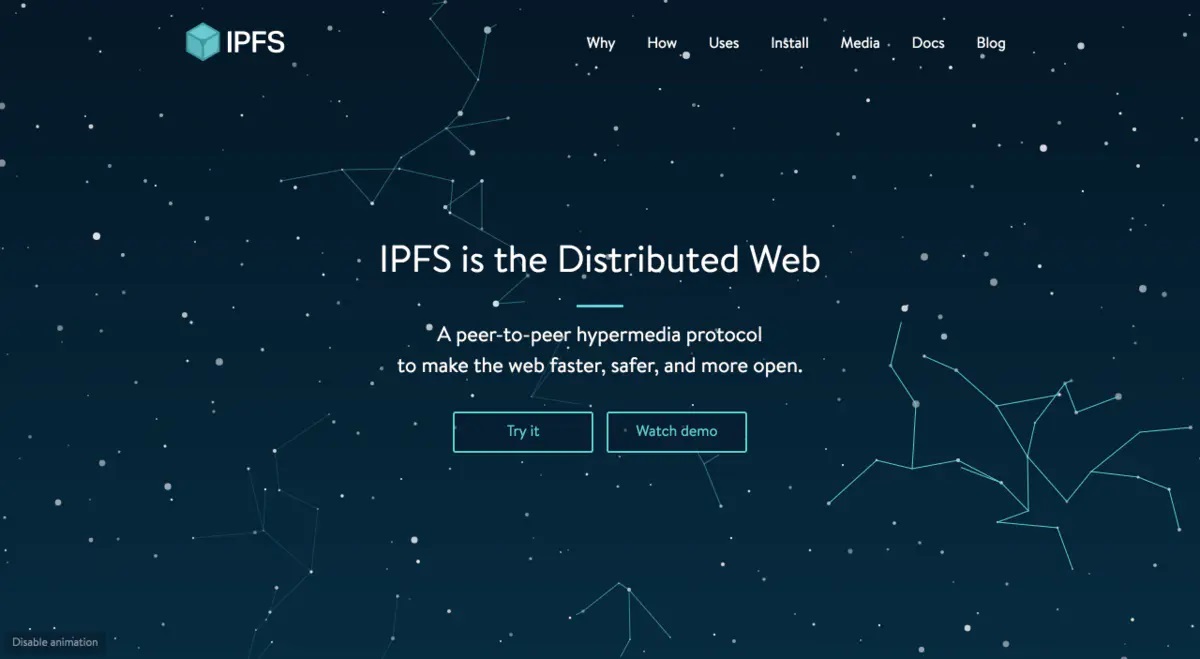 IPFS
Why How Uses Install Media Docs Blog
IPFS is the Distributed Web
A peer-to-peer hypermedia protocol
to make the web faster, safer, and more open.
Try it Watch demo
Disable animation